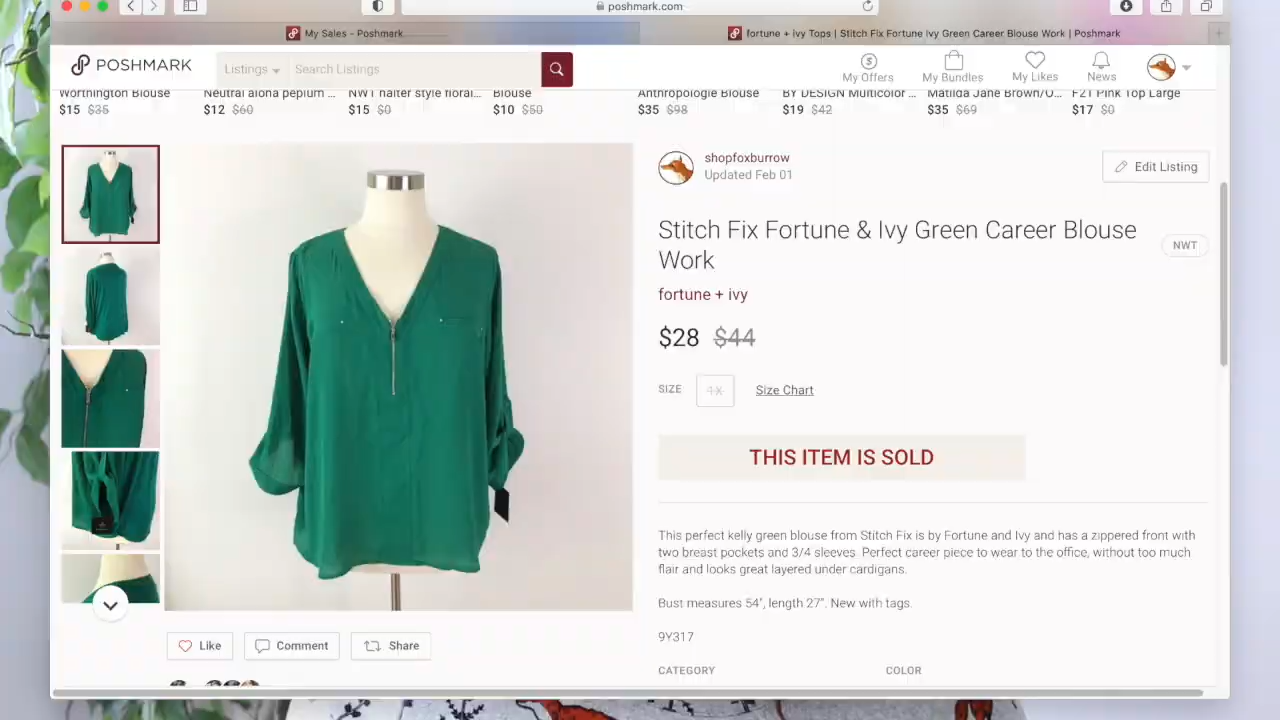 poshmark.com
My Sales - Poshmark
fortune + ivy Tops | Stitch Fix Fortune Ivy Green Career Blouse Work | Poshmark
POSHMARK
Listings
Search Listings
My Offers
My Bundles
My Likes
News
Worthington Blouse
Neutral aloha peplum ...
NWT halter style floral...
Blouse
Anthropologie Blouse
BY DESIGN Multicolor ...
Matilda Jane Brown/O...
F21 Pink Top Large
$15 $35
$12 $60
$15 $0
$10 $50
$35 $98
$19 $42
$35 $69
$17 $0
shopfoxburrow
Updated Feb 01
Edit Listing
Stitch Fix Fortune & Ivy Green Career Blouse
Work
NWT
fortune + ivy
$28 $44
SIZE
1X
Size Chart
THIS ITEM IS SOLD
This perfect kelly green blouse from Stitch Fix is by Fortune and Ivy and has a zippered front with
two breast pockets and 3/4 sleeves. Perfect career piece to wear to the office, without too much
flair and looks great layered under cardigans.
Bust measures 54", length 27". New with tags.
9Y317
CATEGORY
COLOR
Like
Comment
Share